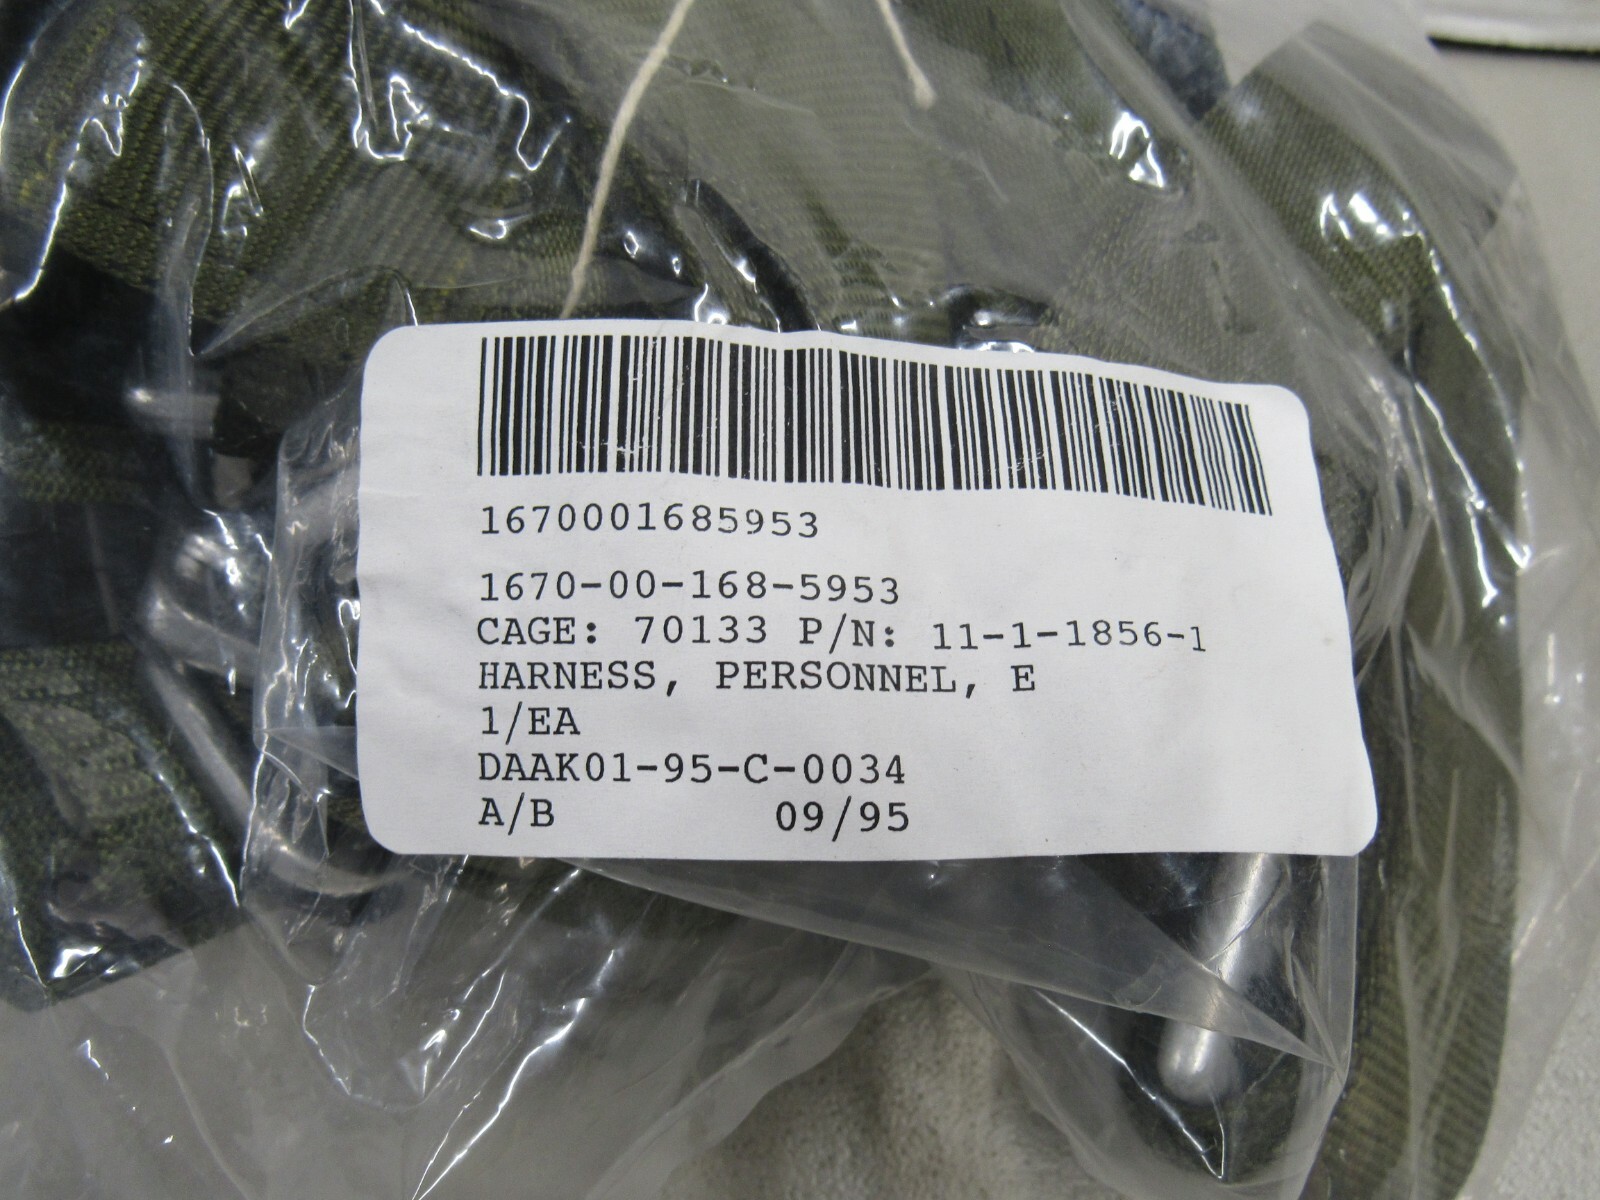 1670001685953
1670-00-168-5953
CAGE: 70133 P/N: 11-1-1856-1
HARNESS, PERSONNEL, E
1/EA
DAAK01-95-C-0034
A/B 09/95